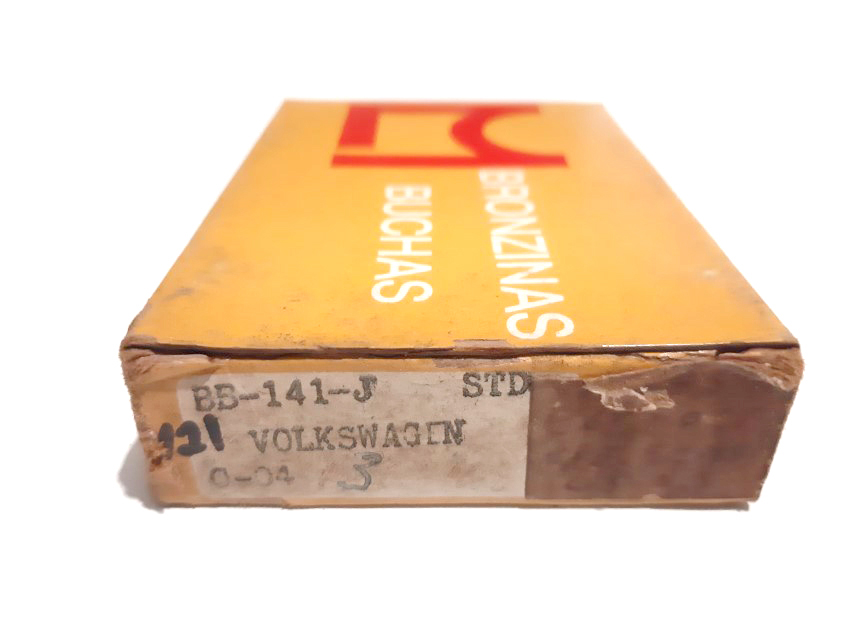 BRONZINAS
BUCHAS
BB-141-J STD
121 VOLKSWAGEN
0-04 3